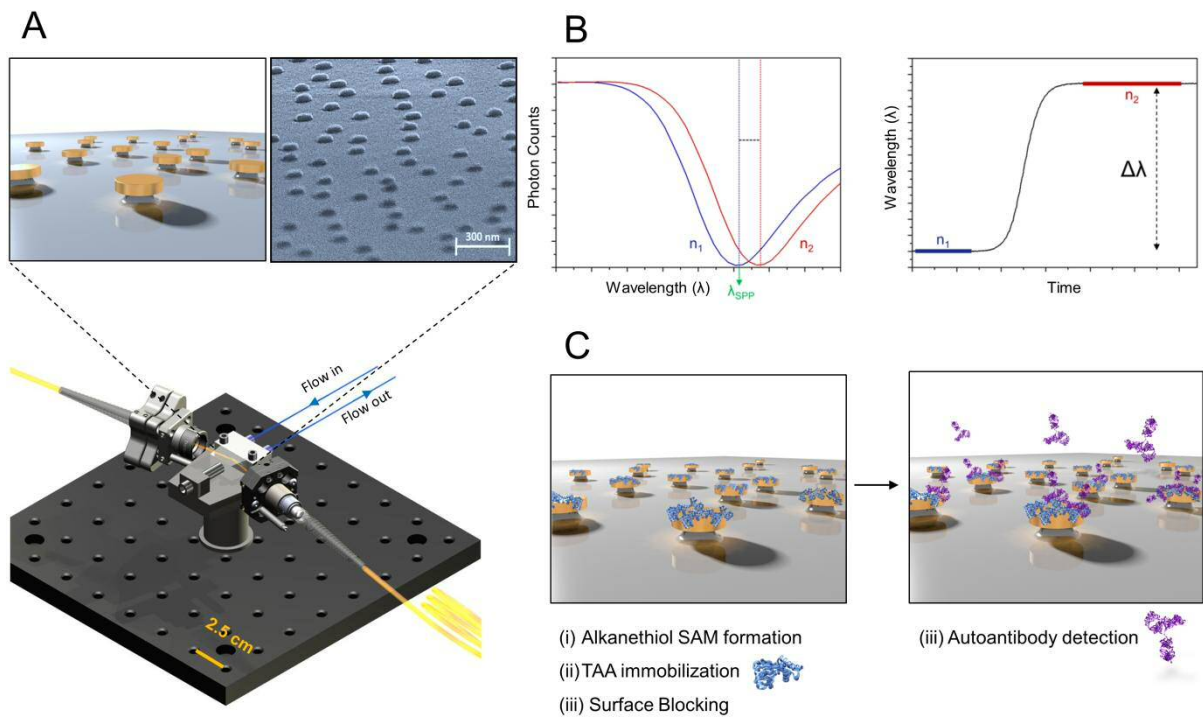 A
300 nm
Flow in
Flow out
2.5 cm
B
Photon Counts
n1
n2
Wavelength (λ)
λSPP
Wavelength (λ)
n1
n2
Δλ
Time
C
(i) Alkanethiol SAM formation
(ii) TAA immobilization
(iii) Surface Blocking
(iii) Autoantibody detection